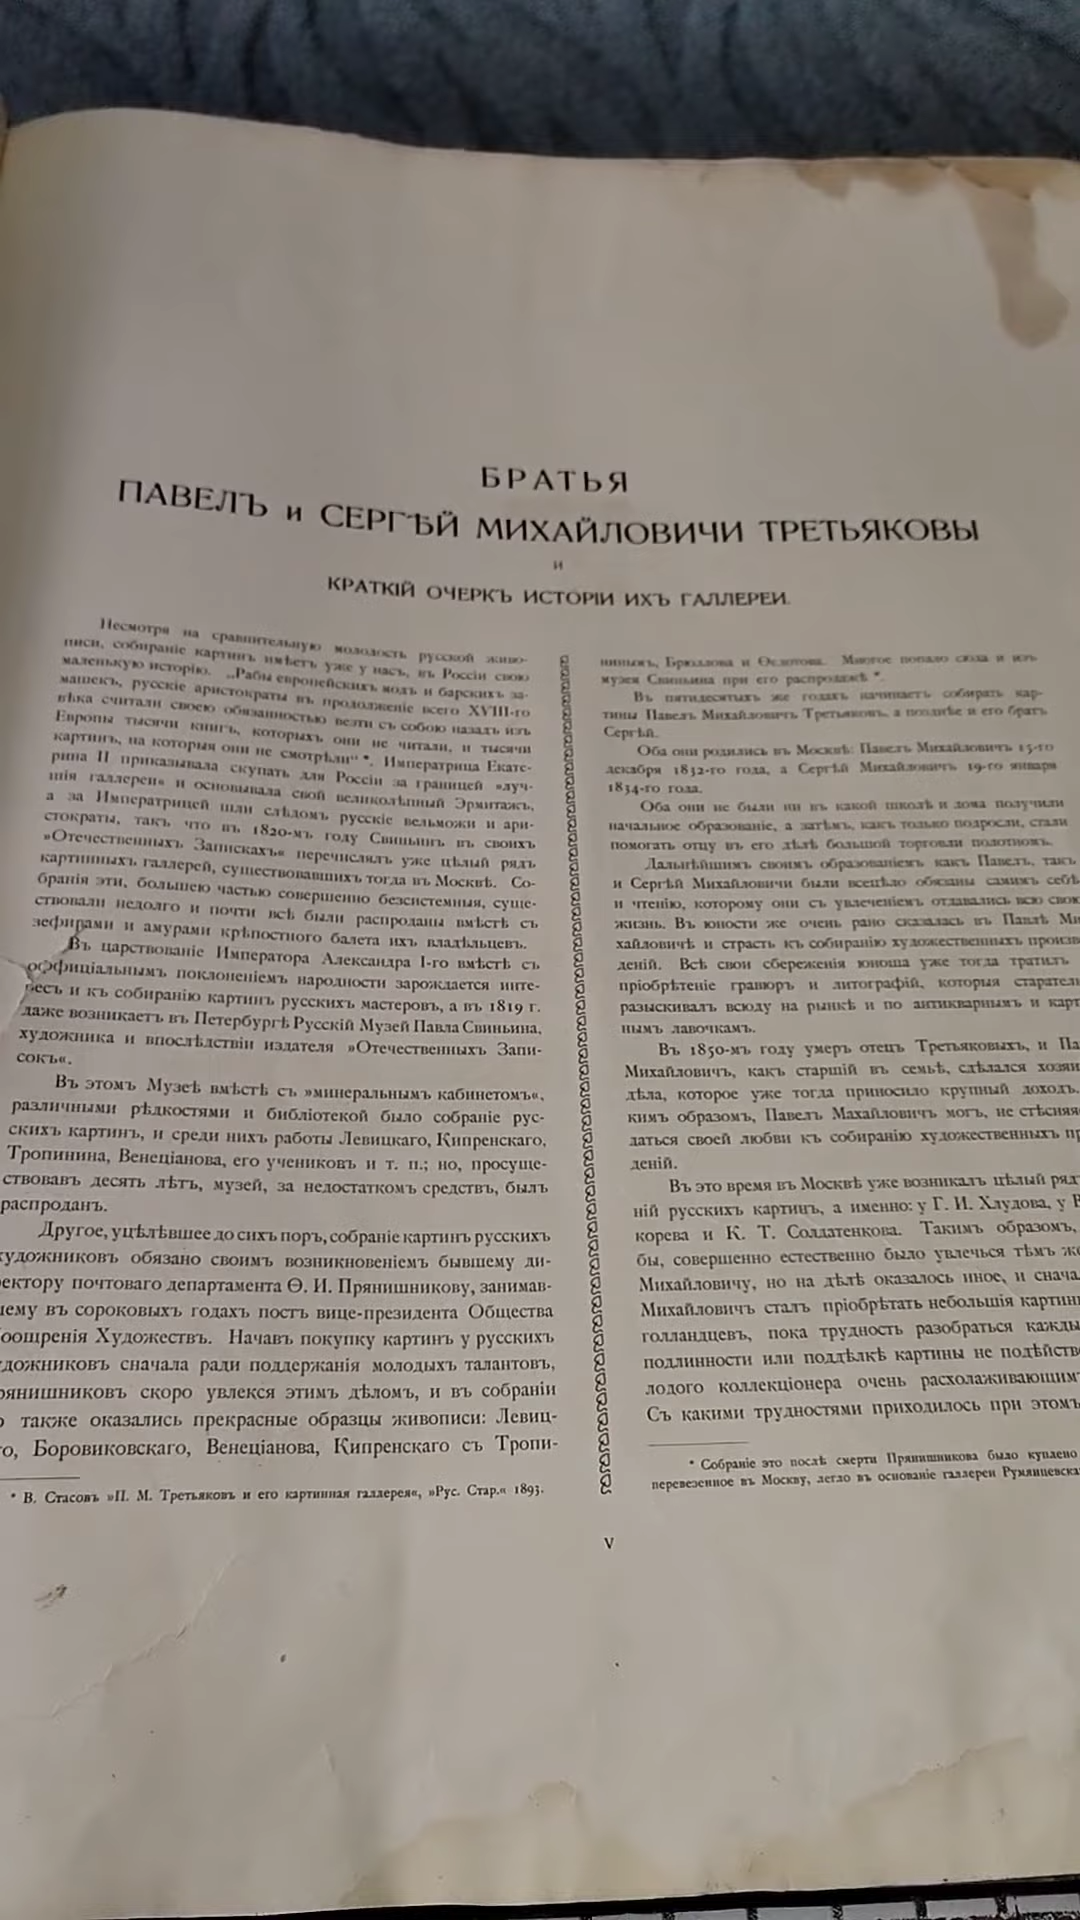 БРАТЬЯ
ПАВЕЛЪ и СЕРГѢЙ МИХАЙЛОВИЧИ ТРЕТЬЯКОВЫ
и
КРАТКІЙ ОЧЕРКЪ ИСТОРІИ ИХЪ ГАЛЛЕРЕИ.
Несмотря на сравнительную молодость русской живо-
писи, собираніе картинъ имѣетъ уже у насъ, въ Россіи свою
маленькую исторію. „Рабы европейскихъ модъ и барскихъ за-
машекъ, русскіе аристократы въ продолженіе всего XVIII-го
вѣка считали своею обязанностью везти съ собою назадъ изъ
Европы тысячи книгъ, которыхъ они не читали, и тысячи
картинъ, на которыя они не смотрѣли“ *. Императрица Екате-
рина II приказывала скупать для Россіи за границей »луч-
шія галлереи« и основывала свой великолѣпный Эрмитажъ,
а за Императрицей шли слѣдомъ русскіе вельможи и ари-
стократы, такъ что въ 1820-мъ году Свиньинъ въ своихъ
»Отечественныхъ Запискахъ« перечислялъ уже цѣлый рядъ
картинныхъ галлерей, существовавшихъ тогда въ Москвѣ. Со-
бранія эти, большею частью совершенно безсистемныя, суще-
ствовали недолго и почти всѣ были распроданы вмѣстѣ съ
зефирами и амурами крѣпостного балета ихъ владѣльцевъ.
Въ царствованіе Императора Александра I-го вмѣстѣ съ
оффиціальнымъ поклоненіемъ народности зарождается инте-
ресъ и къ собиранію картинъ русскихъ мастеровъ, а въ 1819 г.
даже возникаетъ въ Петербургѣ Русскій Музей Павла Свиньина,
художника и впослѣдствіи издателя »Отечественныхъ Запи-
сокъ«.
Въ этомъ Музеѣ вмѣстѣ съ »минеральнымъ кабинетомъ«,
различными рѣдкостями и библіотекой было собраніе рус-
скихъ картинъ, и среди нихъ работы Левицкаго, Кипренскаго,
Тропинина, Венеціанова, его учениковъ и т. п.; но, просуще-
ствовавъ десять лѣтъ, музей, за недостаткомъ средствъ, былъ
распроданъ.
Другое, уцѣлѣвшее до сихъ поръ, собраніе картинъ русскихъ
художниковъ обязано своимъ возникновеніемъ бывшему ди-
ектору почтоваго департамента Ѳ. И. Прянишникову, занимав-
шему въ сороковыхъ годахъ постъ вице-президента Общества
оощренія Художествъ. Начавъ покупку картинъ у русскихъ
удожниковъ сначала ради поддержанія молодыхъ талантовъ,
рянишниковъ скоро увлекся этимъ дѣломъ, и въ собраніи
о также оказались прекрасные образцы живописи: Левиц-
го, Боровиковскаго, Венеціанова, Кипренскаго съ Тропи-
* В. Стасовъ »П. М. Третьяковъ и его картинная галлерея«, »Рус. Стар.« 1893.
нинымъ, Брюллова и Ѳедотова. Многое попало сюда и изъ
музея Свиньина при его распродажѣ *.
Въ пятидесятыхъ же годахъ начинаетъ собирать кар-
тины Павелъ Михайловичъ Третьяковъ, а позднѣе и его братъ
Сергѣй.
Оба они родились въ Москвѣ: Павелъ Михайловичъ 15-го
декабря 1832-го года, а Сергѣй Михайловичъ 19-го января
1834-го года.
Оба они не были ни въ какой школѣ и дома получили
начальное образованіе, а затѣмъ, какъ только подросли, стали
помогать отцу въ его дѣлѣ большой торговли полотномъ.
Дальнѣйшимъ своимъ образованіемъ какъ Павелъ, такъ
и Сергѣй Михайловичи были всецѣло обязаны самимъ себѣ
и чтенію, которому они съ увлеченіемъ отдавались всю свою
жизнь. Въ юности же очень рано сказалась въ Павлѣ Ми
хайловичѣ и страсть къ собиранію художественныхъ произв
деній. Всѣ свои сбереженія юноша уже тогда тратилъ
пріобрѣтеніе гравюръ и литографій, которыя старател
разыскивалъ всюду на рынкѣ и по антикварнымъ и карт
нымъ лавочкамъ.
Въ 1850-мъ году умеръ отецъ Третьяковыхъ, и Па
Михайловичъ, какъ старшій въ семьѣ, сдѣлался хозяи
дѣла, которое уже тогда приносило крупный доходъ.
кимъ образомъ, Павелъ Махайловичъ могъ, не стѣсняя
даться своей любви къ собиранію художественныхъ пр
деній.
Въ это время въ Москвѣ уже возникалъ цѣлый ряд
ній русскихъ картинъ, а именно: у Г. И. Хлудова, у В
корева и К. Т. Солдатенкова. Такимъ образомъ,
бы, совершенно естественно было увлечься тѣмъ же
Михайловичу, но на дѣлѣ оказалось иное, и снача
Михайловичъ сталъ пріобрѣтать небольшія картин
голландцевъ, пока трудность разобраться кажды
подлинности или поддѣлкѣ картины не подѣйств
лодого коллекціонера очень расхолаживающим
Съ какими трудностями приходилось при этомъ
* Собраніе это послѣ смерти Прянишникова было куплено
перевезенное въ Москву, легло въ основаніе галлереи Румянцевска
V